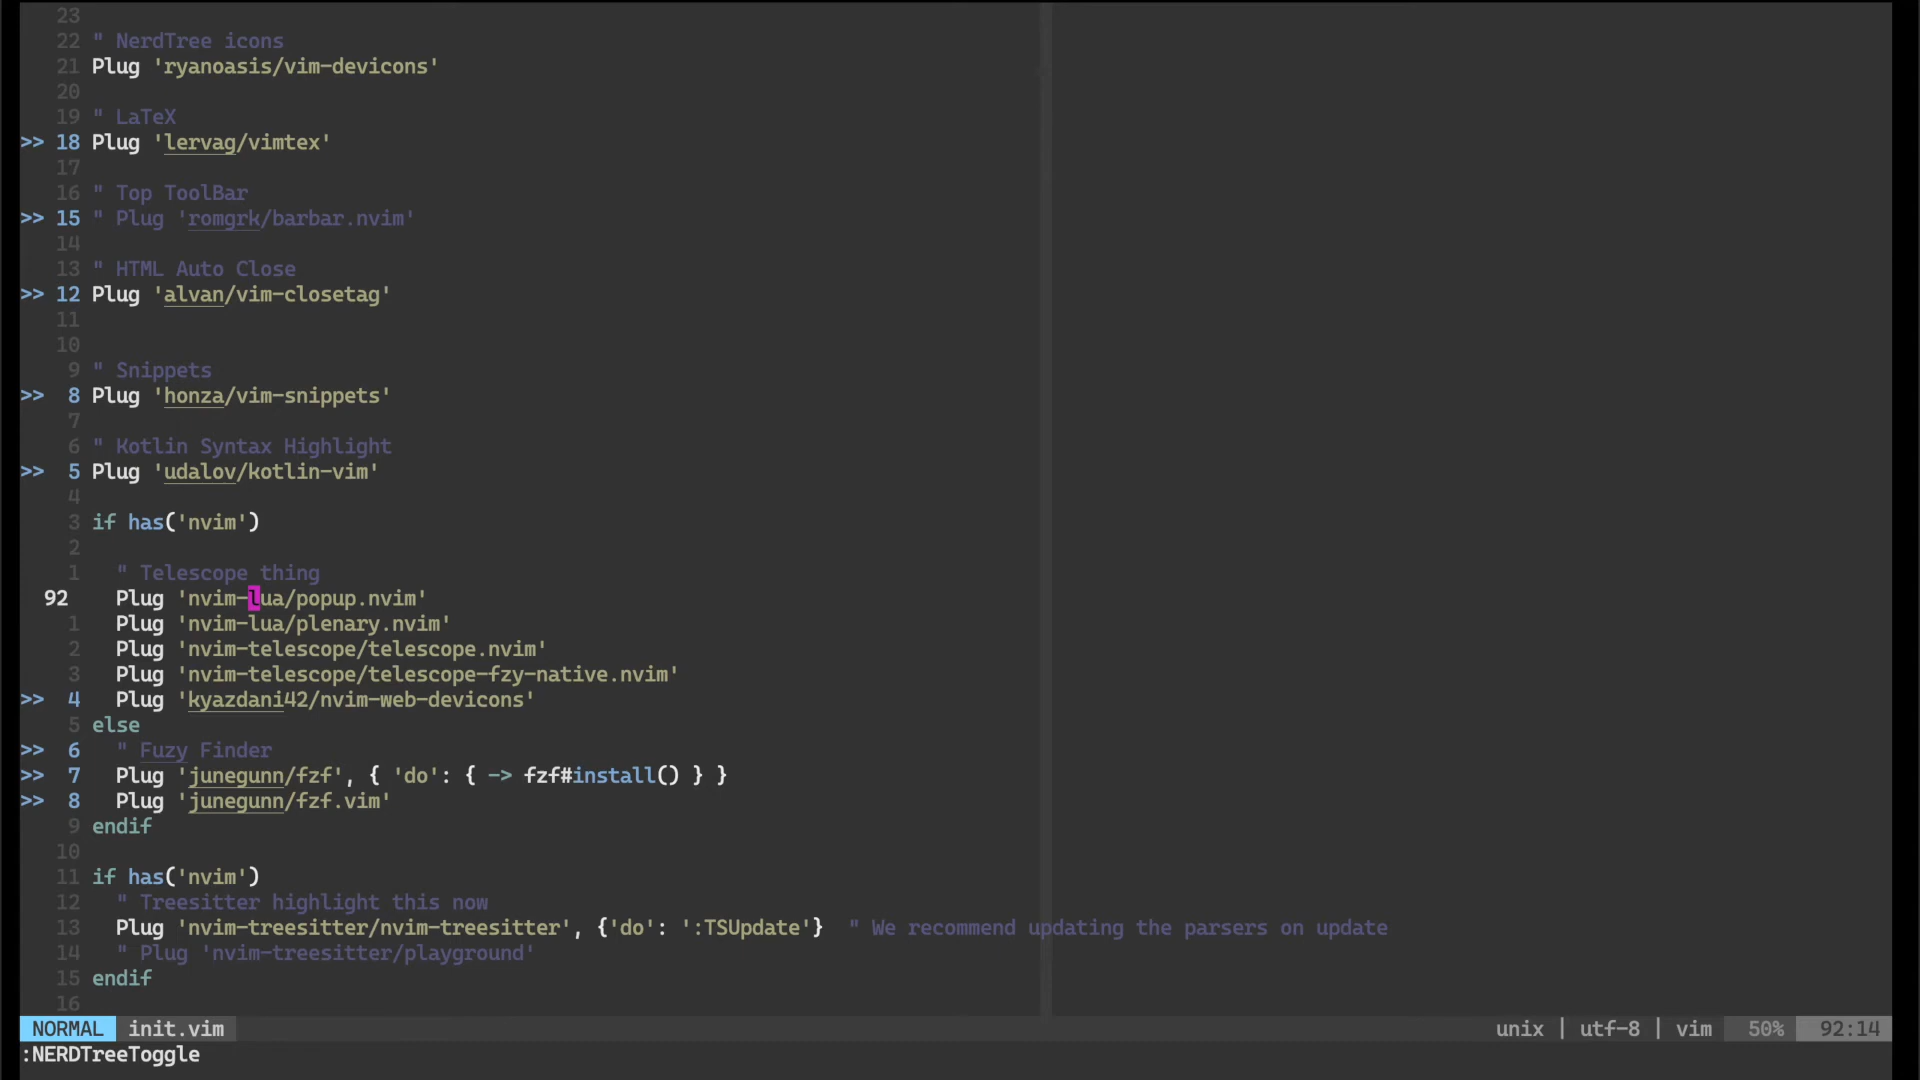 23
22 " NerdTree icons
21 Plug 'ryanoasis/vim-devicons'
20
19 " LaTeX
>> 18 Plug 'lervag/vimtex'
17
16 " Top ToolBar
>> 15 " Plug 'romgrk/barbar.nvim'
14
13 " HTML Auto Close
>> 12 Plug 'alvan/vim-closetag'
11
10
9 " Snippets
>> 8 Plug 'honza/vim-snippets'
7
6 " Kotlin Syntax Highlight
>> 5 Plug 'udalov/kotlin-vim'
4
3 if has('nvim')
2
1 " Telescope thing
92 Plug 'nvim-lua/popup.nvim'
1 Plug 'nvim-lua/plenary.nvim'
2 Plug 'nvim-telescope/telescope.nvim'
3 Plug 'nvim-telescope/telescope-fzy-native.nvim'
>> 4 Plug 'kyazdani42/nvim-web-devicons'
5 else
>> 6 " Fuzy Finder
>> 7 Plug 'junegunn/fzf', { 'do': { -> fzf#install() } }
>> 8 Plug 'junegunn/fzf.vim'
9 endif
10
11 if has('nvim')
12 " Treesitter highlight this now
13 Plug 'nvim-treesitter/nvim-treesitter', {'do': ':TSUpdate'} " We recommend updating the parsers on update
14 " Plug 'nvim-treesitter/playground'
15 endif
16
NORMAL init.vim unix | utf-8 | vim 50% 92:14
:NERDTreeToggle